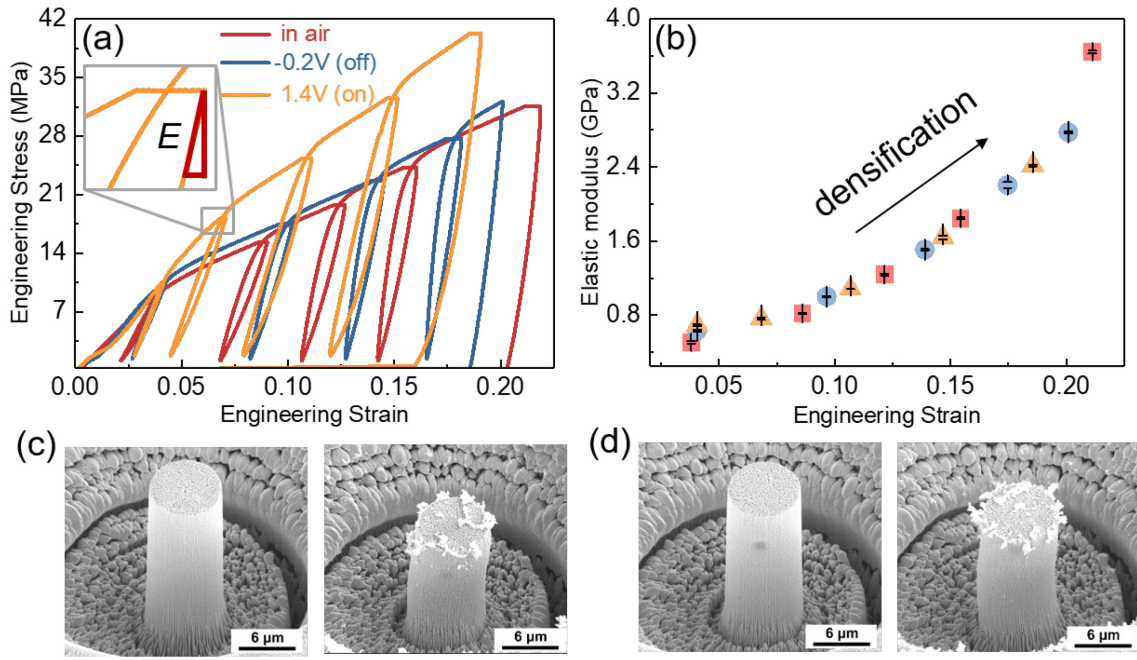 (a)
in air
-0.2V (off)
1.4V (on)
E
Engineering Stress (MPa)
42
35
28
21
14
7
0.00
0.05
0.10
0.15
0.20
Engineering Strain
(b)
densification
Elastic modulus (GPa)
4.0
3.2
2.4
1.6
0.8
0.05
0.10
0.15
0.20
Engineering Strain
(c)
6 µm
6 µm
(d)
6 µm
6 µm